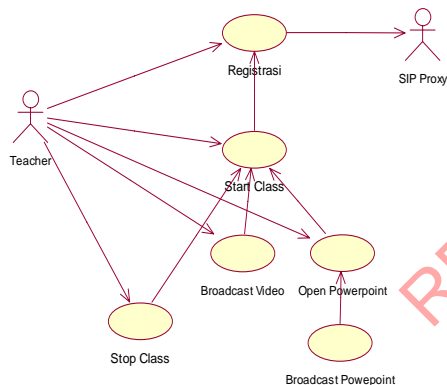 Registrasi
SIP Proxy
Teacher
Start Class
Broadcast Video
Open Powerpoint
Stop Class
Broadcast Powepoint